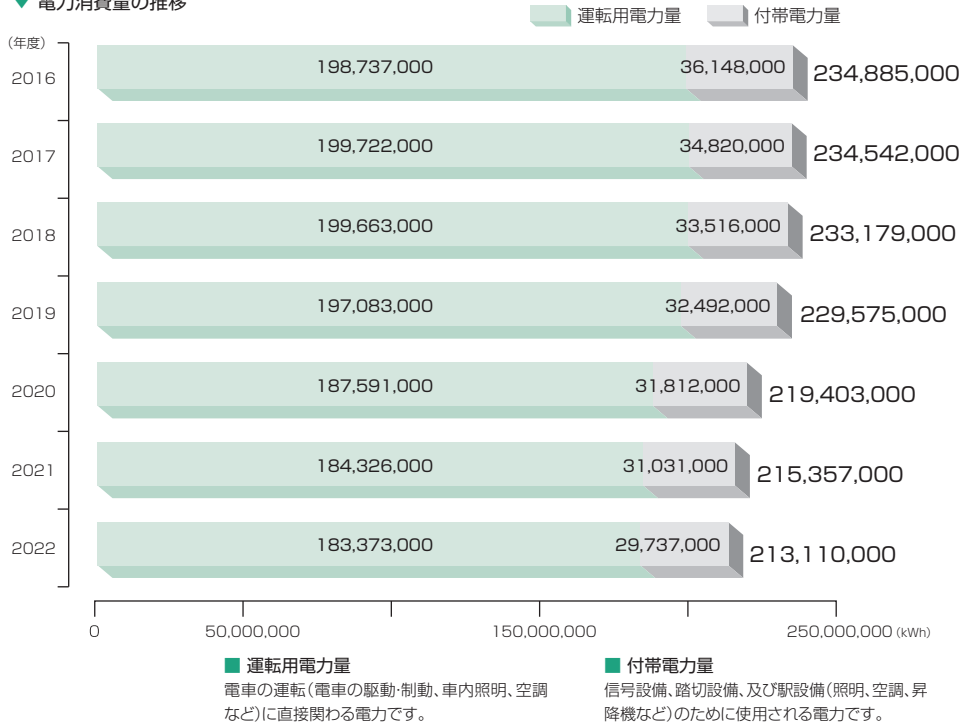 ▼ 電力消費量の推移
運転用電力量 付帯電力量
(年度)
2016 198,737,000 36,148,000 234,885,000
2017 199,722,000 34,820,000 234,542,000
2018 199,663,000 33,516,000 233,179,000
2019 197,083,000 32,492,000 229,575,000
2020 187,591,000 31,812,000 219,403,000
2021 184,326,000 31,031,000 215,357,000
2022 183,373,000 29,737,000 213,110,000
0 50,000,000 150,000,000 250,000,000 (kWh)
■ 運転用電力量
電車の運転(電車の駆動・制動、車内照明、空調
など)に直接関わる電力です。
■ 付帯電力量
信号設備、踏切設備、及び駅設備(照明、空調、昇
降機など)のために使用される電力です。